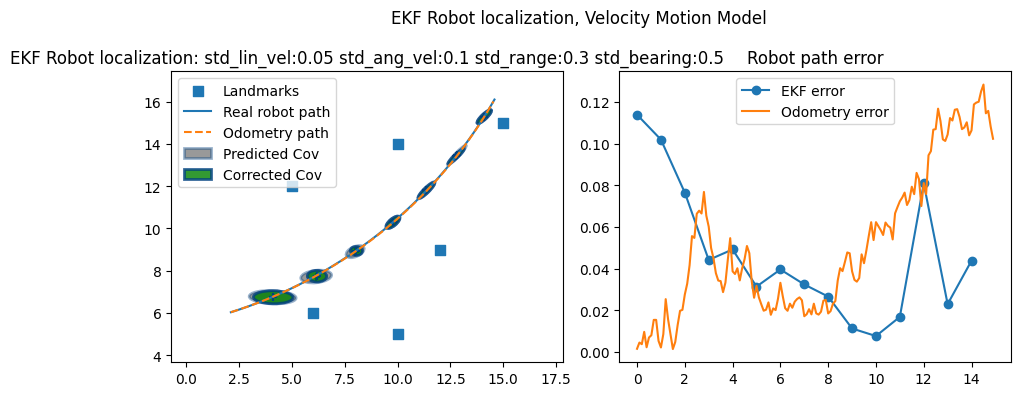 EKF Robot localization, Velocity Motion Model
EKF Robot localization: std_lin_vel:0.05 std_ang_vel:0.1 std_range:0.3 std_bearing:0.5
Landmarks
Real robot path
Odometry path
Predicted Cov
Corrected Cov
16
14
12
10
8
6
4
0.0 2.5 5.0 7.5 10.0 12.5 15.0 17.5
Robot path error
EKF error
Odometry error
0.12
0.10
0.08
0.06
0.04
0.02
0.00
0 2 4 6 8 10 12 14